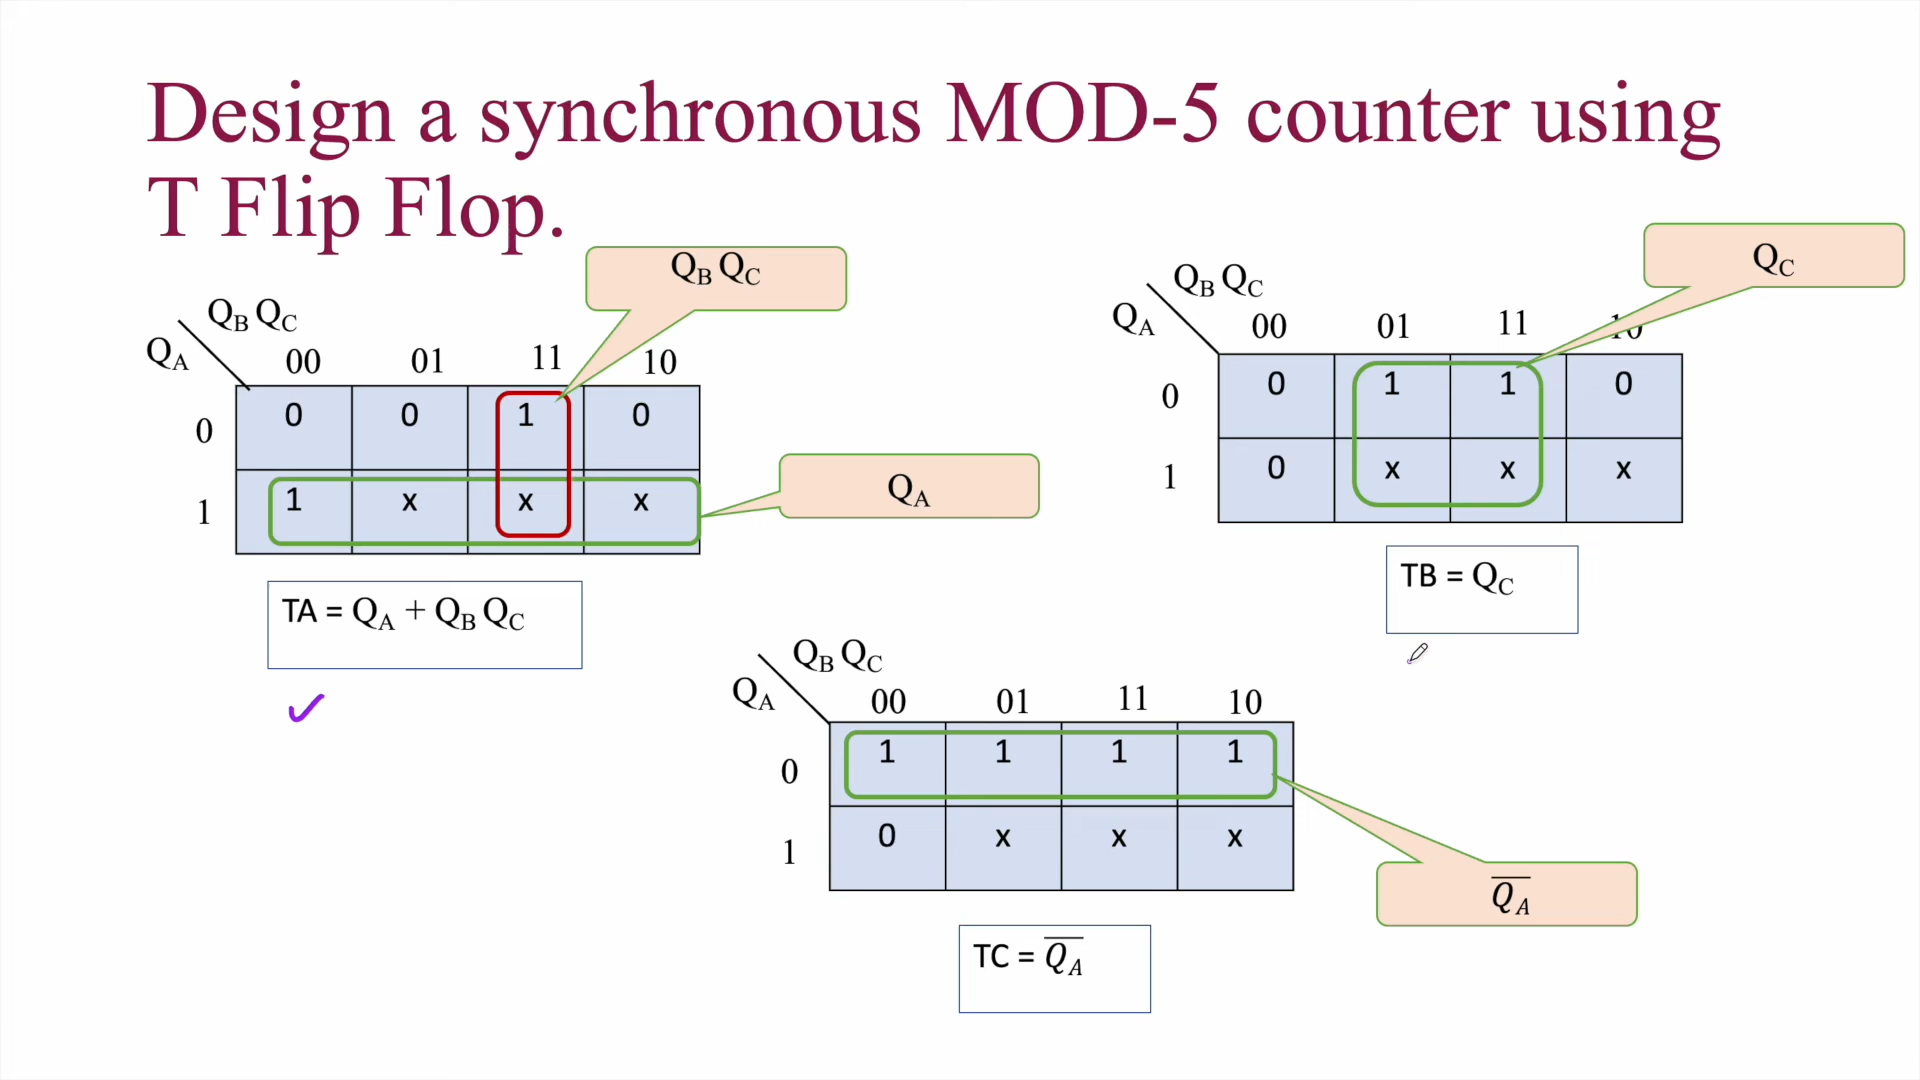 Design a synchronous MOD-5 counter using
T Flip Flop.
Q_B Q_C
Q_B Q_C
Q_A
00 01 11 10
0 0 0 1 0
1 1 x x x
Q_A
TA = Q_A + Q_B Q_C
Q_C
Q_B Q_C
Q_A
00 01 11 10
0 0 1 1 0
1 0 x x x
TB = Q_C
Q_B Q_C
Q_A
00 01 11 10
0 1 1 1 1
1 0 x x x
Q̅_A̅
TC = Q̅_A̅